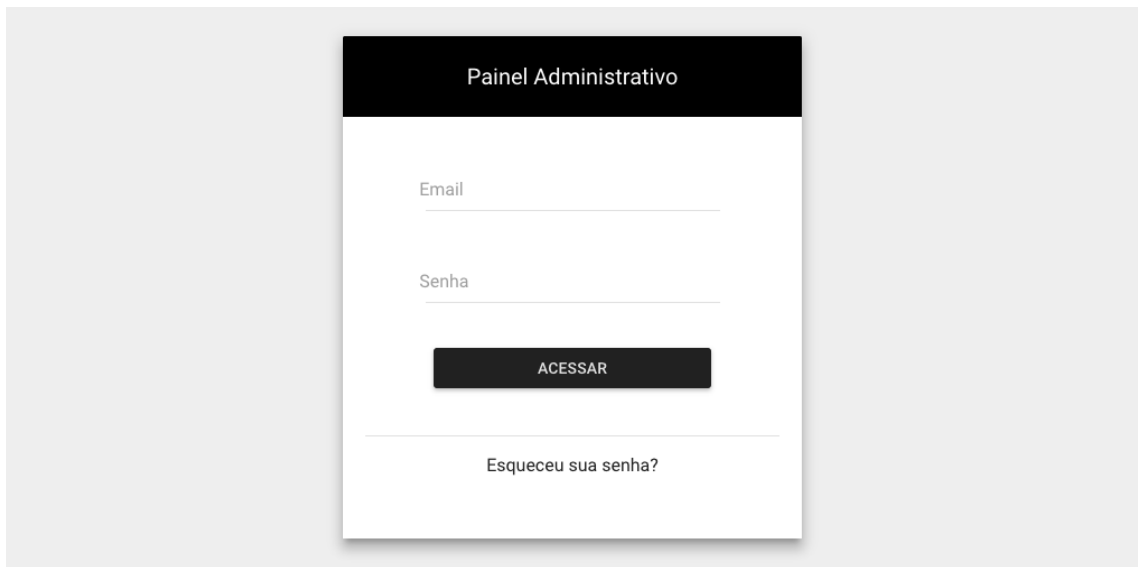 Painel Administrativo
Email
Senha
ACESSAR
Esqueceu sua senha?